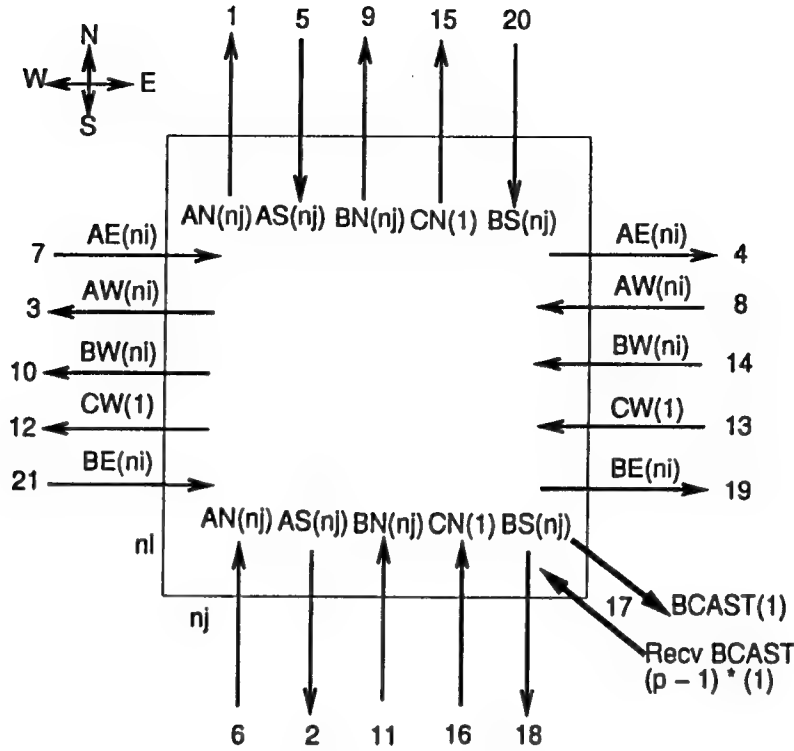 1 5 9 15 20
N
W E
S
AN(nj) AS(nj) BN(nj) CN(1) BS(nj)
AE(ni) AE(ni)
7 4
AW(ni) AW(ni)
3 8
BW(ni) BW(ni)
10 14
CW(1) CW(1)
12 13
BE(ni) BE(ni)
21 19
AN(nj) AS(nj) BN(nj) CN(1) BS(nj)
nI
nj
17 BCAST(1)
Recv BCAST
(p – 1) * (1)
6 2 11 16 18